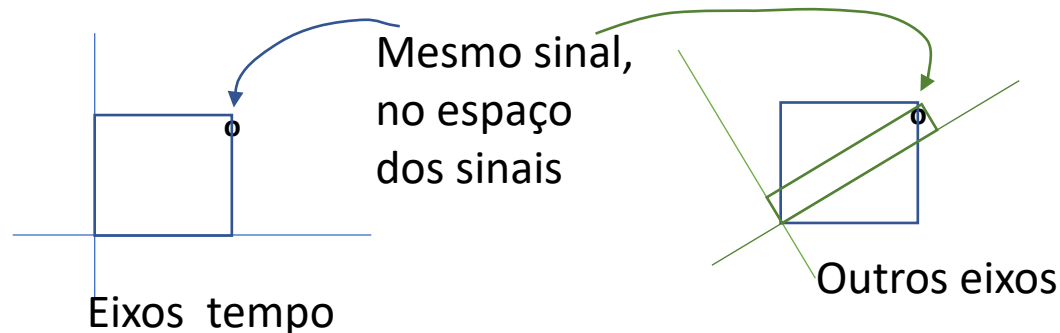 Mesmo sinal,
no espaço
dos sinais
o
o
Eixos tempo
Outros eixos